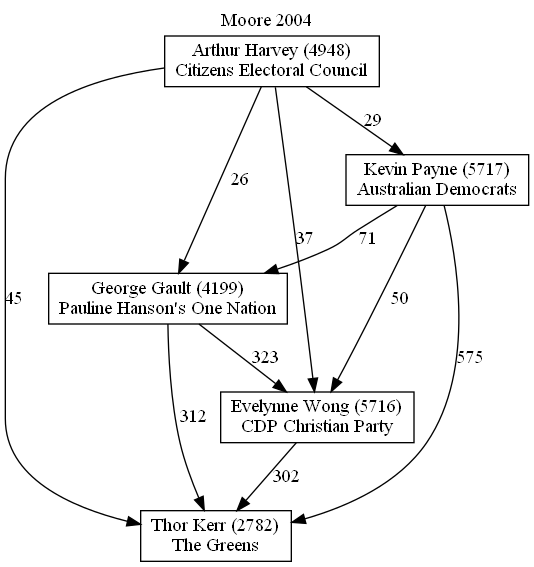 Moore 2004
Arthur Harvey (4948)
Citizens Electoral Council
29
Kevin Payne (5717)
Australian Democrats
26
37
71
George Gault (4199)
Pauline Hanson's One Nation
45
50
323
575
Evelynne Wong (5716)
CDP Christian Party
312
302
Thor Kerr (2782)
The Greens